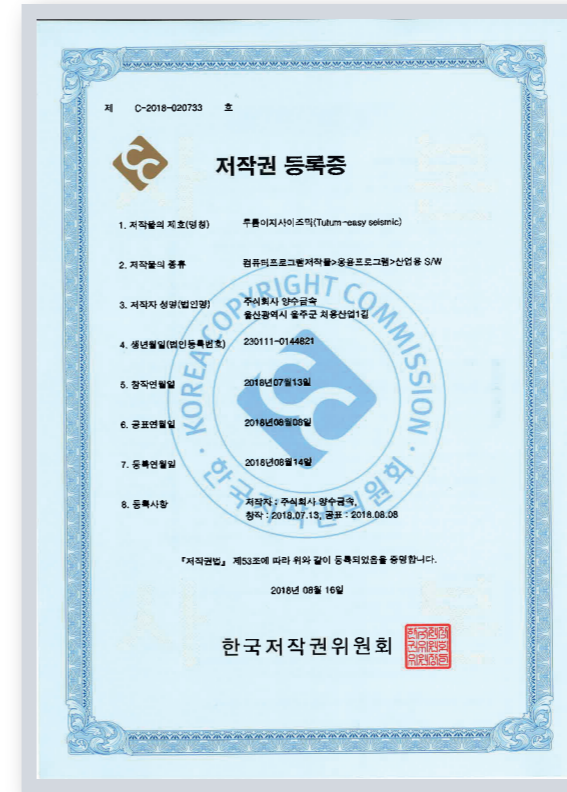 제 C-2018-020733 호
저작권 등록증
1. 저작물의 제호(명칭) 투툼이지사이즈믹(Tutum-easy seismic)
2. 저작물의 종류 컴퓨터프로그램저작물>응용프로그램>산업용 S/W
3. 저작자 성명(법인명) 주식회사 양수금속
울산광역시 울주군 처용산업1길
4. 생년월일(법인등록번호) 230111-0144821
5. 창작연월일 2018년07월13일
6. 공표연월일 2018년08월08일
7. 등록연월일 2018년08월14일
8. 등록사항 저작자 : 주식회사 양수금속,
창작 : 2018.07.13, 공표 : 2018.08.08
『저작권법』 제53조에 따라 위와 같이 등록되었음을 증명합니다.
2018년 08월 16일
한국저작권위원회
KOREA COPYRIGHT COMMISSION
한국저작권위원회